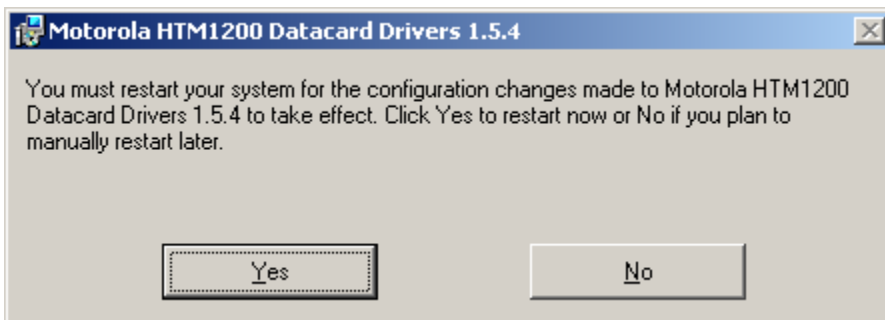 Motorola HTM1200 Datacard Drivers 1.5.4
You must restart your system for the configuration changes made to Motorola HTM1200
Datacard Drivers 1.5.4 to take effect. Click Yes to restart now or No if you plan to
manually restart later.
Yes
No